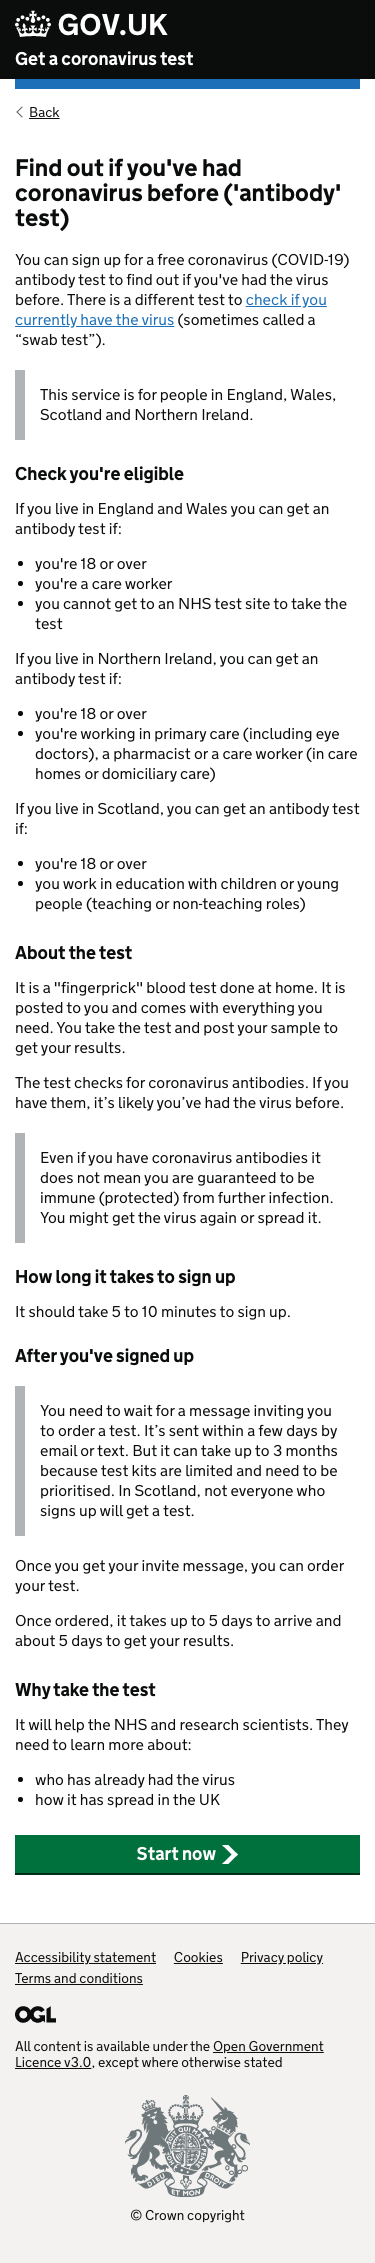 GOV.UK
Get a coronavirus test
Back
Find out if you've had
coronavirus before ('antibody'
test)
You can sign up for a free coronavirus (COVID-19)
antibody test to find out if you've had the virus
before. There is a different test to check if you
currently have the virus (sometimes called a
“swab test”).
This service is for people in England, Wales,
Scotland and Northern Ireland.
Check you're eligible
If you live in England and Wales you can get an
antibody test if:
• you're 18 or over
• you're a care worker
• you cannot get to an NHS test site to take the
test
If you live in Northern Ireland, you can get an
antibody test if:
• you're 18 or over
• you're working in primary care (including eye
doctors), a pharmacist or a care worker (in care
homes or domiciliary care)
If you live in Scotland, you can get an antibody test
if:
• you're 18 or over
• you work in education with children or young
people (teaching or non-teaching roles)
About the test
It is a "fingerprick" blood test done at home. It is
posted to you and comes with everything you
need. You take the test and post your sample to
get your results.
The test checks for coronavirus antibodies. If you
have them, it’s likely you’ve had the virus before.
Even if you have coronavirus antibodies it
does not mean you are guaranteed to be
immune (protected) from further infection.
You might get the virus again or spread it.
How long it takes to sign up
It should take 5 to 10 minutes to sign up.
After you've signed up
You need to wait for a message inviting you
to order a test. It’s sent within a few days by
email or text. But it can take up to 3 months
because test kits are limited and need to be
prioritised. In Scotland, not everyone who
signs up will get a test.
Once you get your invite message, you can order
your test.
Once ordered, it takes up to 5 days to arrive and
about 5 days to get your results.
Why take the test
It will help the NHS and research scientists. They
need to learn more about:
• who has already had the virus
• how it has spread in the UK
Start now
Accessibility statement Cookies Privacy policy
Terms and conditions
OGL
All content is available under the Open Government
Licence v3.0, except where otherwise stated
DIEU ET MON DROIT
© Crown copyright